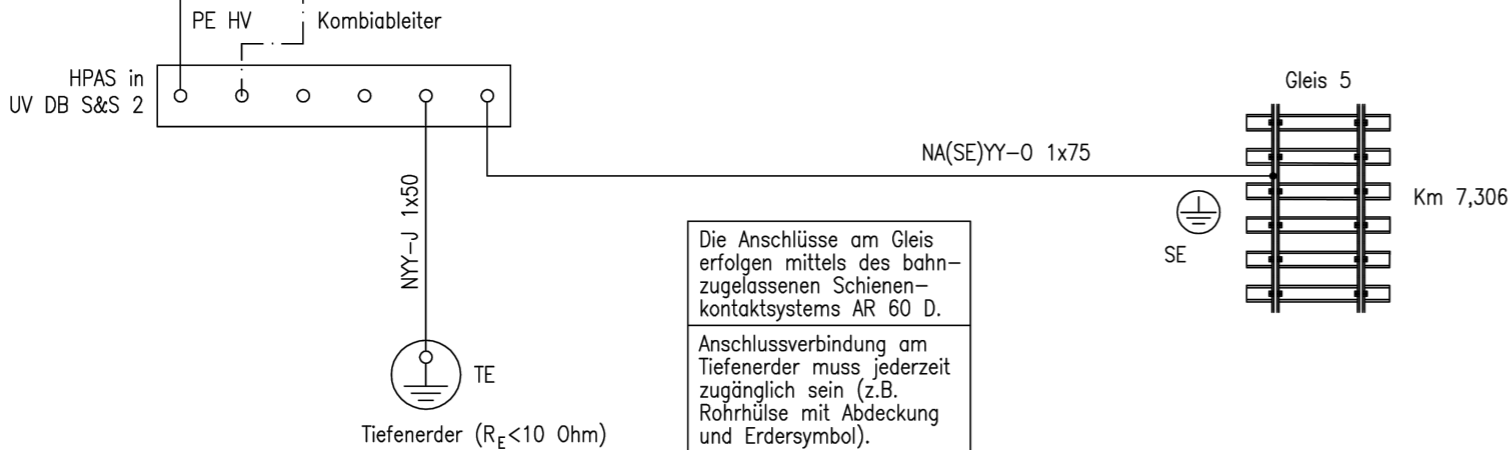 PE HV
Kombiableiter
HPAS in
UV DB S&S 2
Gleis 5
NA(SE)YY-O 1x75
Km 7,306
NYY-J 1x50
SE
Die Anschlüsse am Gleis
erfolgen mittels des bahn-
zugelassenen Schienen-
kontaktsystems AR 60 D.
Anschlussverbindung am
Tiefenerder muss jederzeit
zugänglich sein (z.B.
Rohrhülse mit Abdeckung
und Erdersymbol).
TE
Tiefenerder (R_E<10 Ohm)